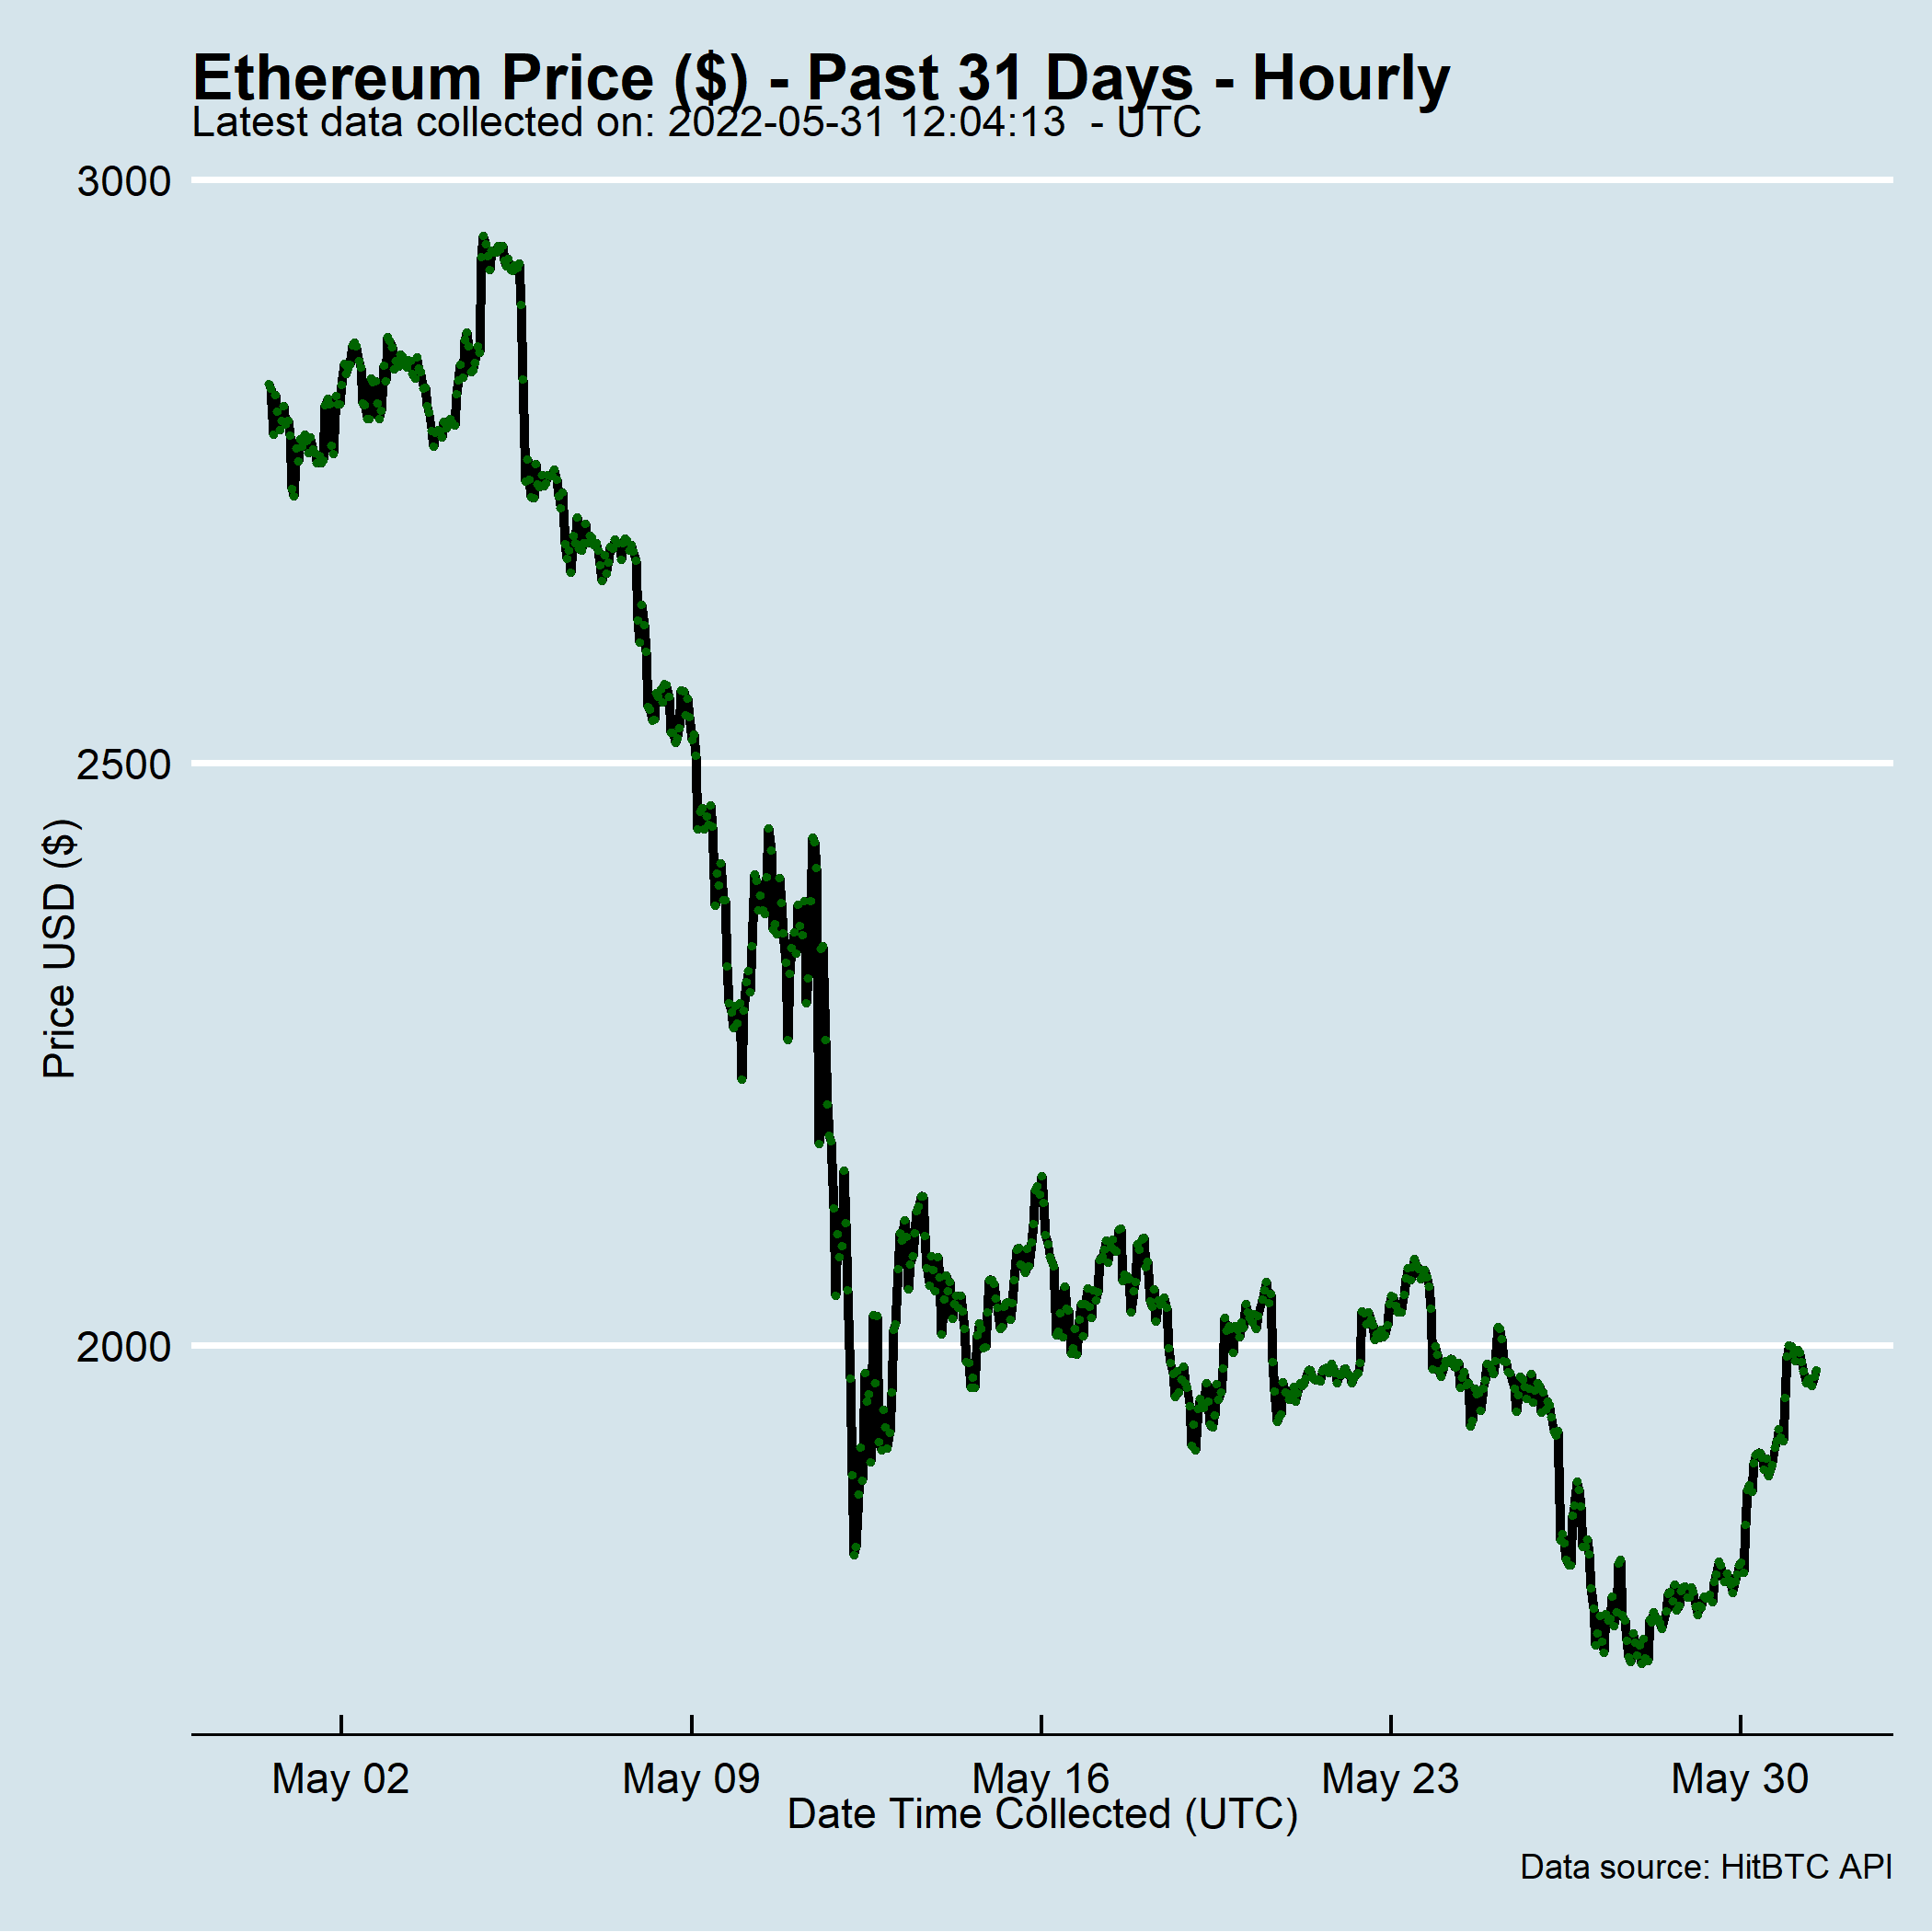 Ethereum Price ($) - Past 31 Days - Hourly
Latest data collected on: 2022-05-31 12:04:13  - UTC
3000
2500
2000
Price USD ($)
May 02
May 09
May 16
May 23
May 30
Date Time Collected (UTC)
Data source: HitBTC API